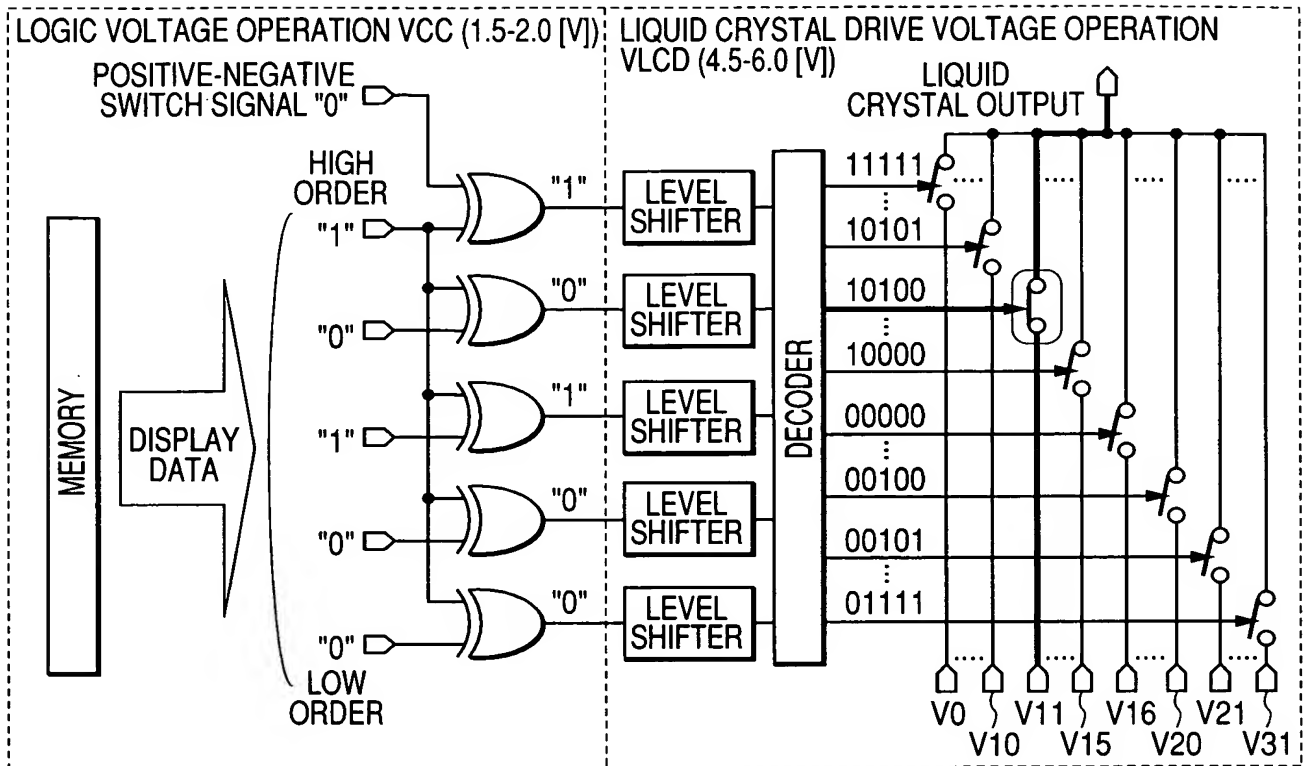 LOGIC VOLTAGE OPERATION VCC (1.5-2.0 [V])
POSITIVE-NEGATIVE
SWITCH SIGNAL "0"
HIGH
ORDER
"1"
"0"
"1"
"0"
"0"
LOW
ORDER
MEMORY
DISPLAY
DATA
"1"
"0"
"1"
"0"
"0"
LIQUID CRYSTAL DRIVE VOLTAGE OPERATION
VLCD (4.5-6.0 [V])
LIQUID
CRYSTAL OUTPUT
LEVEL
SHIFTER
LEVEL
SHIFTER
LEVEL
SHIFTER
LEVEL
SHIFTER
LEVEL
SHIFTER
DECODER
11111
10101
10100
10000
00000
00100
00101
01111
V0
V10
V11
V15
V16
V20
V21
V31